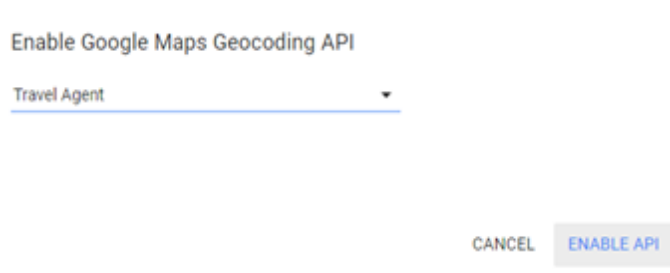 Enable Google Maps Geocoding API
Travel Agent
CANCEL ENABLE API